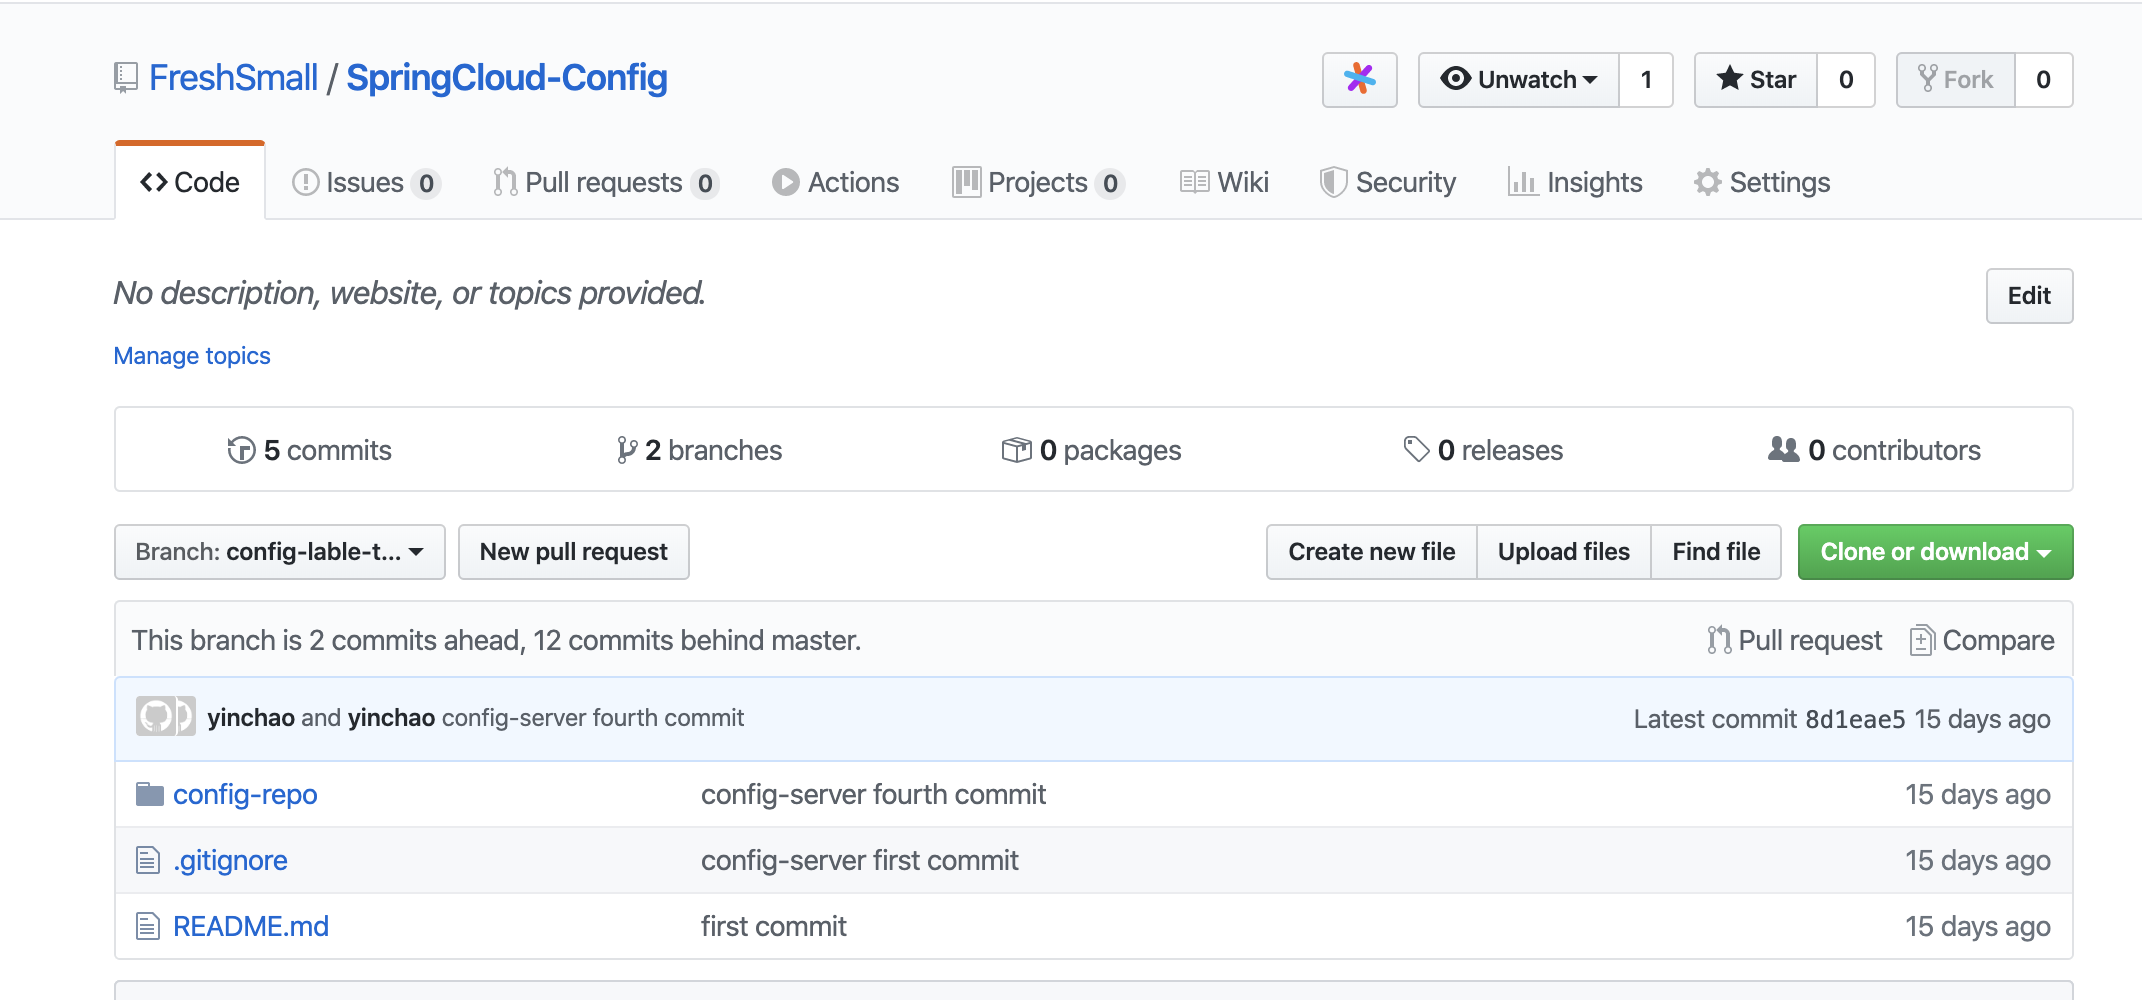 FreshSmall / SpringCloud-Config Unwatch 1 Star 0 Fork 0
Code Issues 0 Pull requests 0 Actions Projects 0 Wiki Security Insights Settings
No description, website, or topics provided. Edit
Manage topics
5 commits 2 branches 0 packages 0 releases 0 contributors
Branch: config-lable-t... New pull request Create new file Upload files Find file Clone or download
This branch is 2 commits ahead, 12 commits behind master. Pull request Compare
yinchao and yinchao config-server fourth commit Latest commit 8d1eae5 15 days ago
config-repo config-server fourth commit 15 days ago
.gitignore config-server first commit 15 days ago
README.md first commit 15 days ago